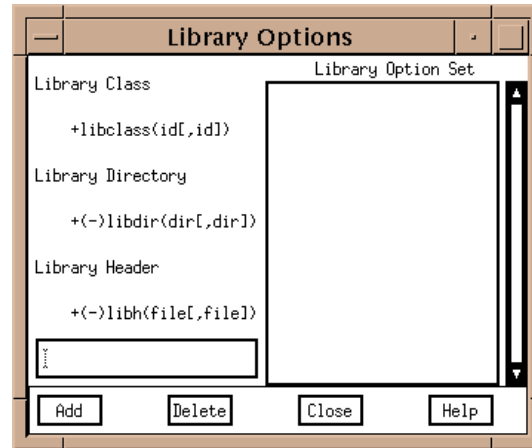 Library Options
Library Option Set
Library Class
+libclass(id[,id])
Library Directory
+(-)libdir(dir[,dir])
Library Header
+(-)libh(file[,file])
Add
Delete
Close
Help